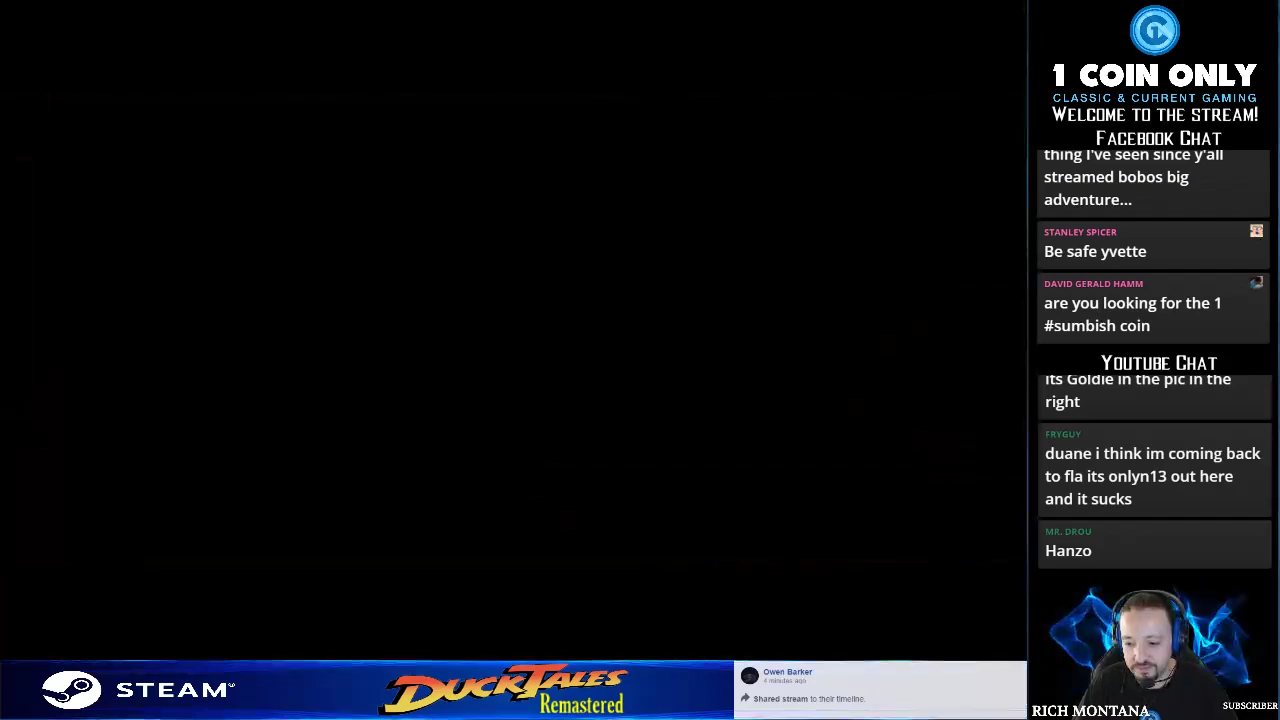 1 COIN ONLY
CLASSIC & CURRENT GAMING
WELCOME TO THE STREAM!
FACEBOOK CHAT
thing I've seen since y'all
streamed bobos big
adventure...
STANLEY SPICER
Be safe yvette
DAVID GERALD HAMM
are you looking for the 1
#sumbish coin
YOUTUBE CHAT
its Goldie in the pic in the
right
FRYGUY
duane i think im coming back
to fla its onlyn13 out here
and it sucks
MR. DROU
Hanzo
STEAM
DUCKTALES
Remastered
Owen Barker
4 minutes ago
Shared stream to their timeline.
RICH MONTANA
SUBSCRIBER